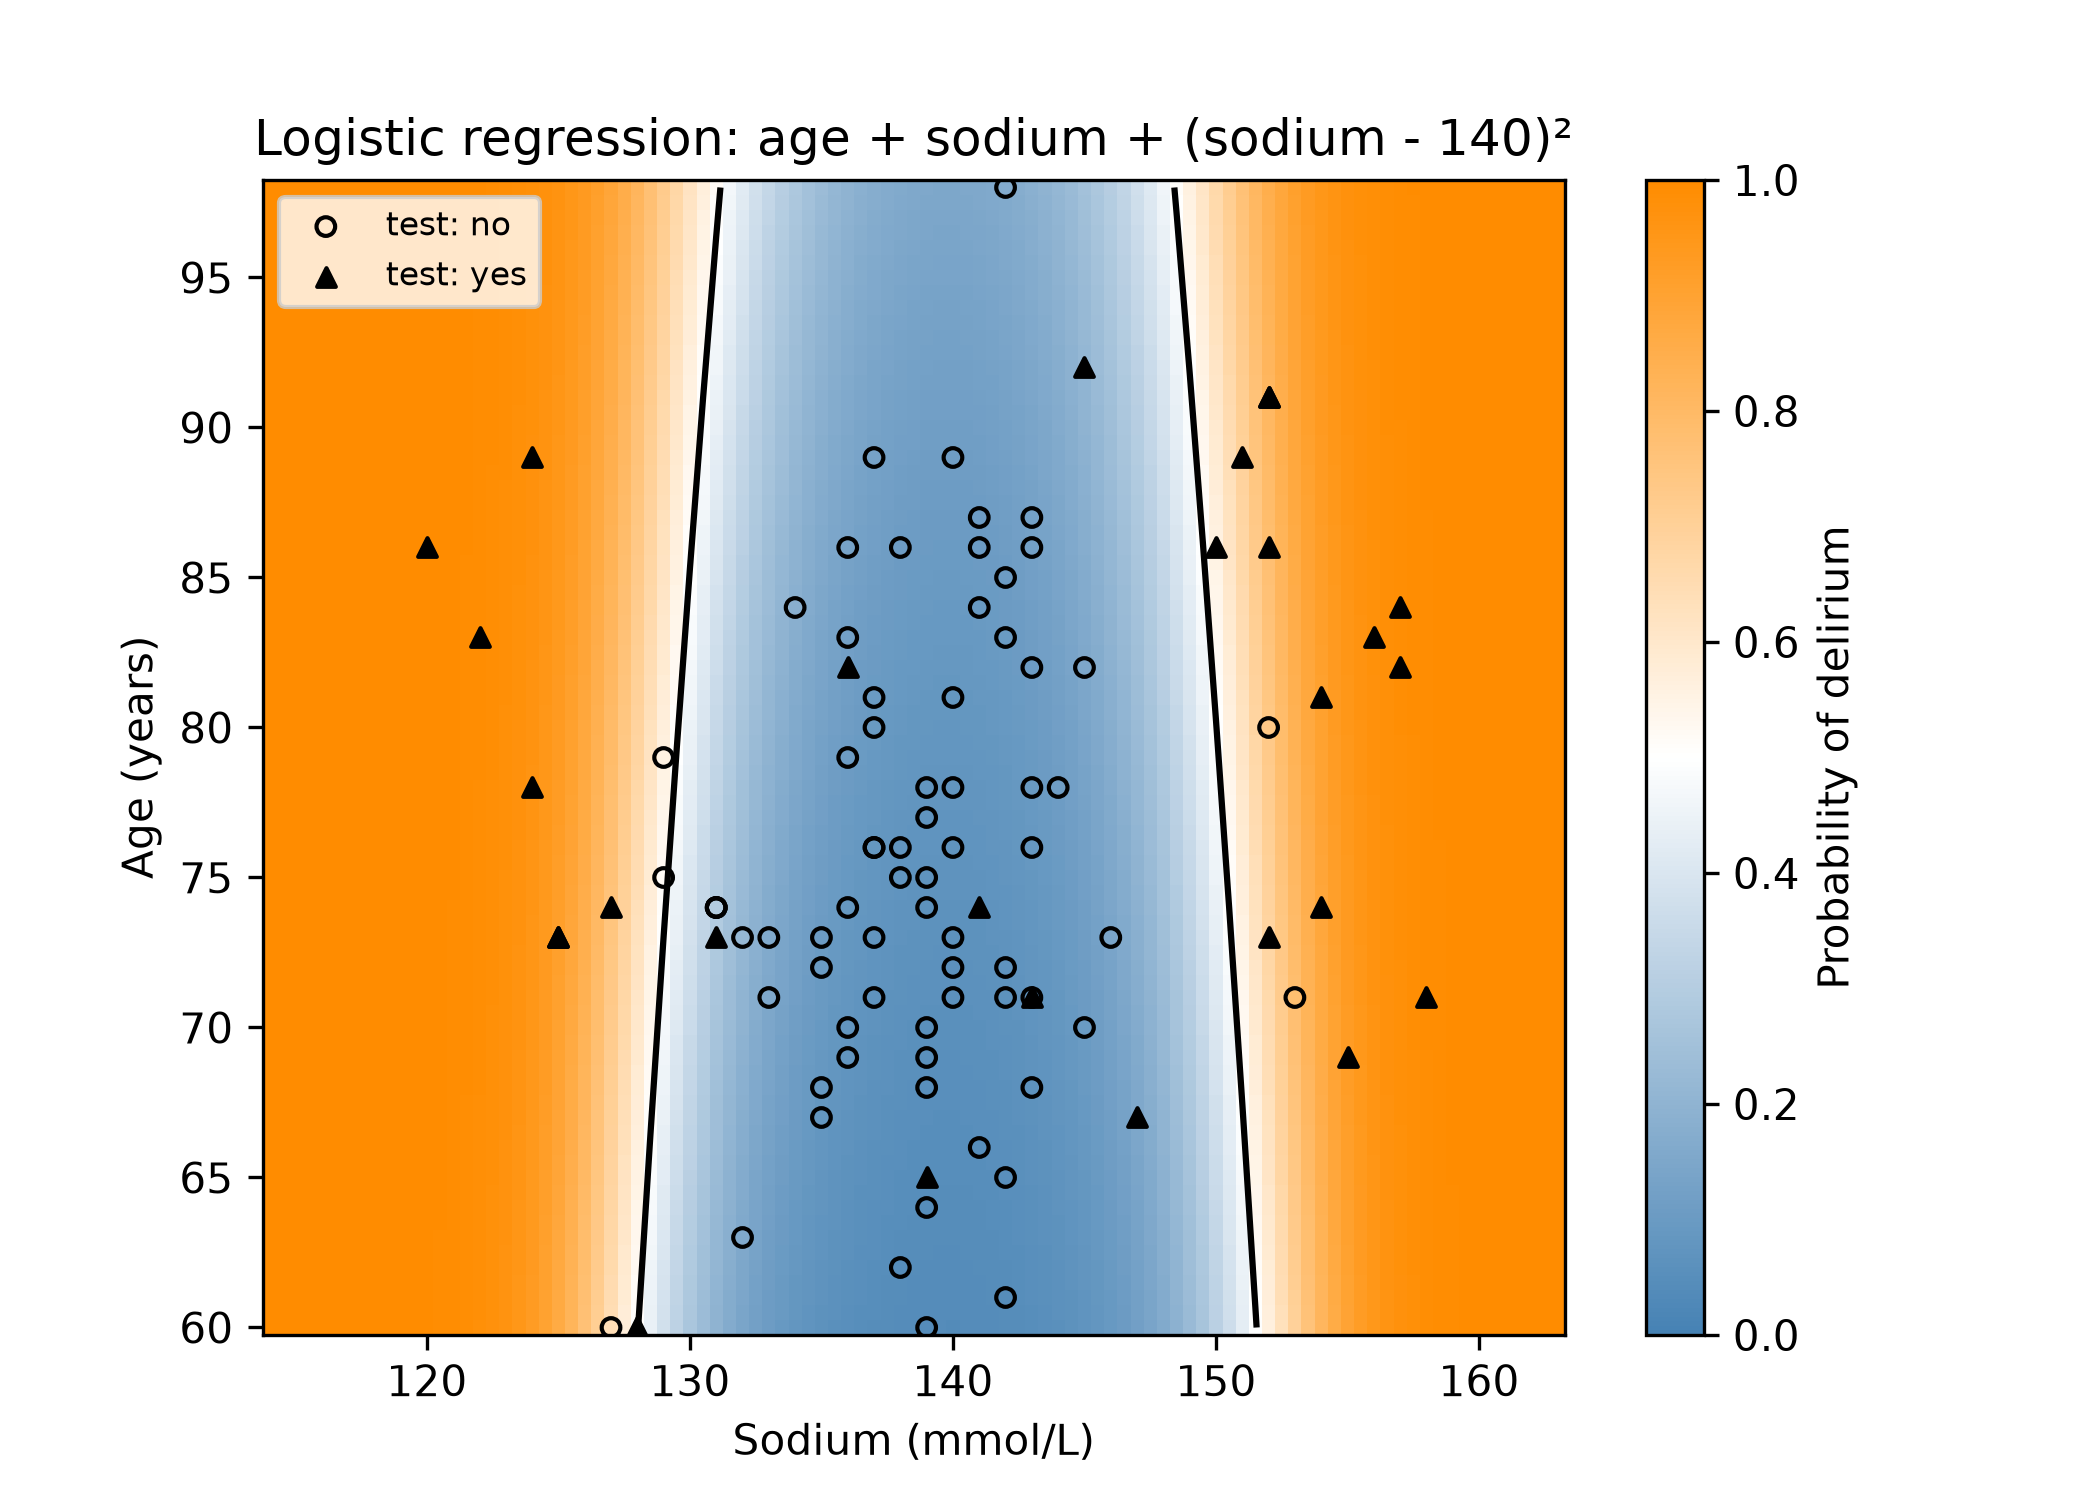 Logistic regression: age + sodium + (sodium - 140)²
test: no
test: yes
95
90
85
80
75
70
65
60
Age (years)
120 130 140 150 160
Sodium (mmol/L)
1.0
0.8
0.6
0.4
0.2
0.0
Probability of delirium